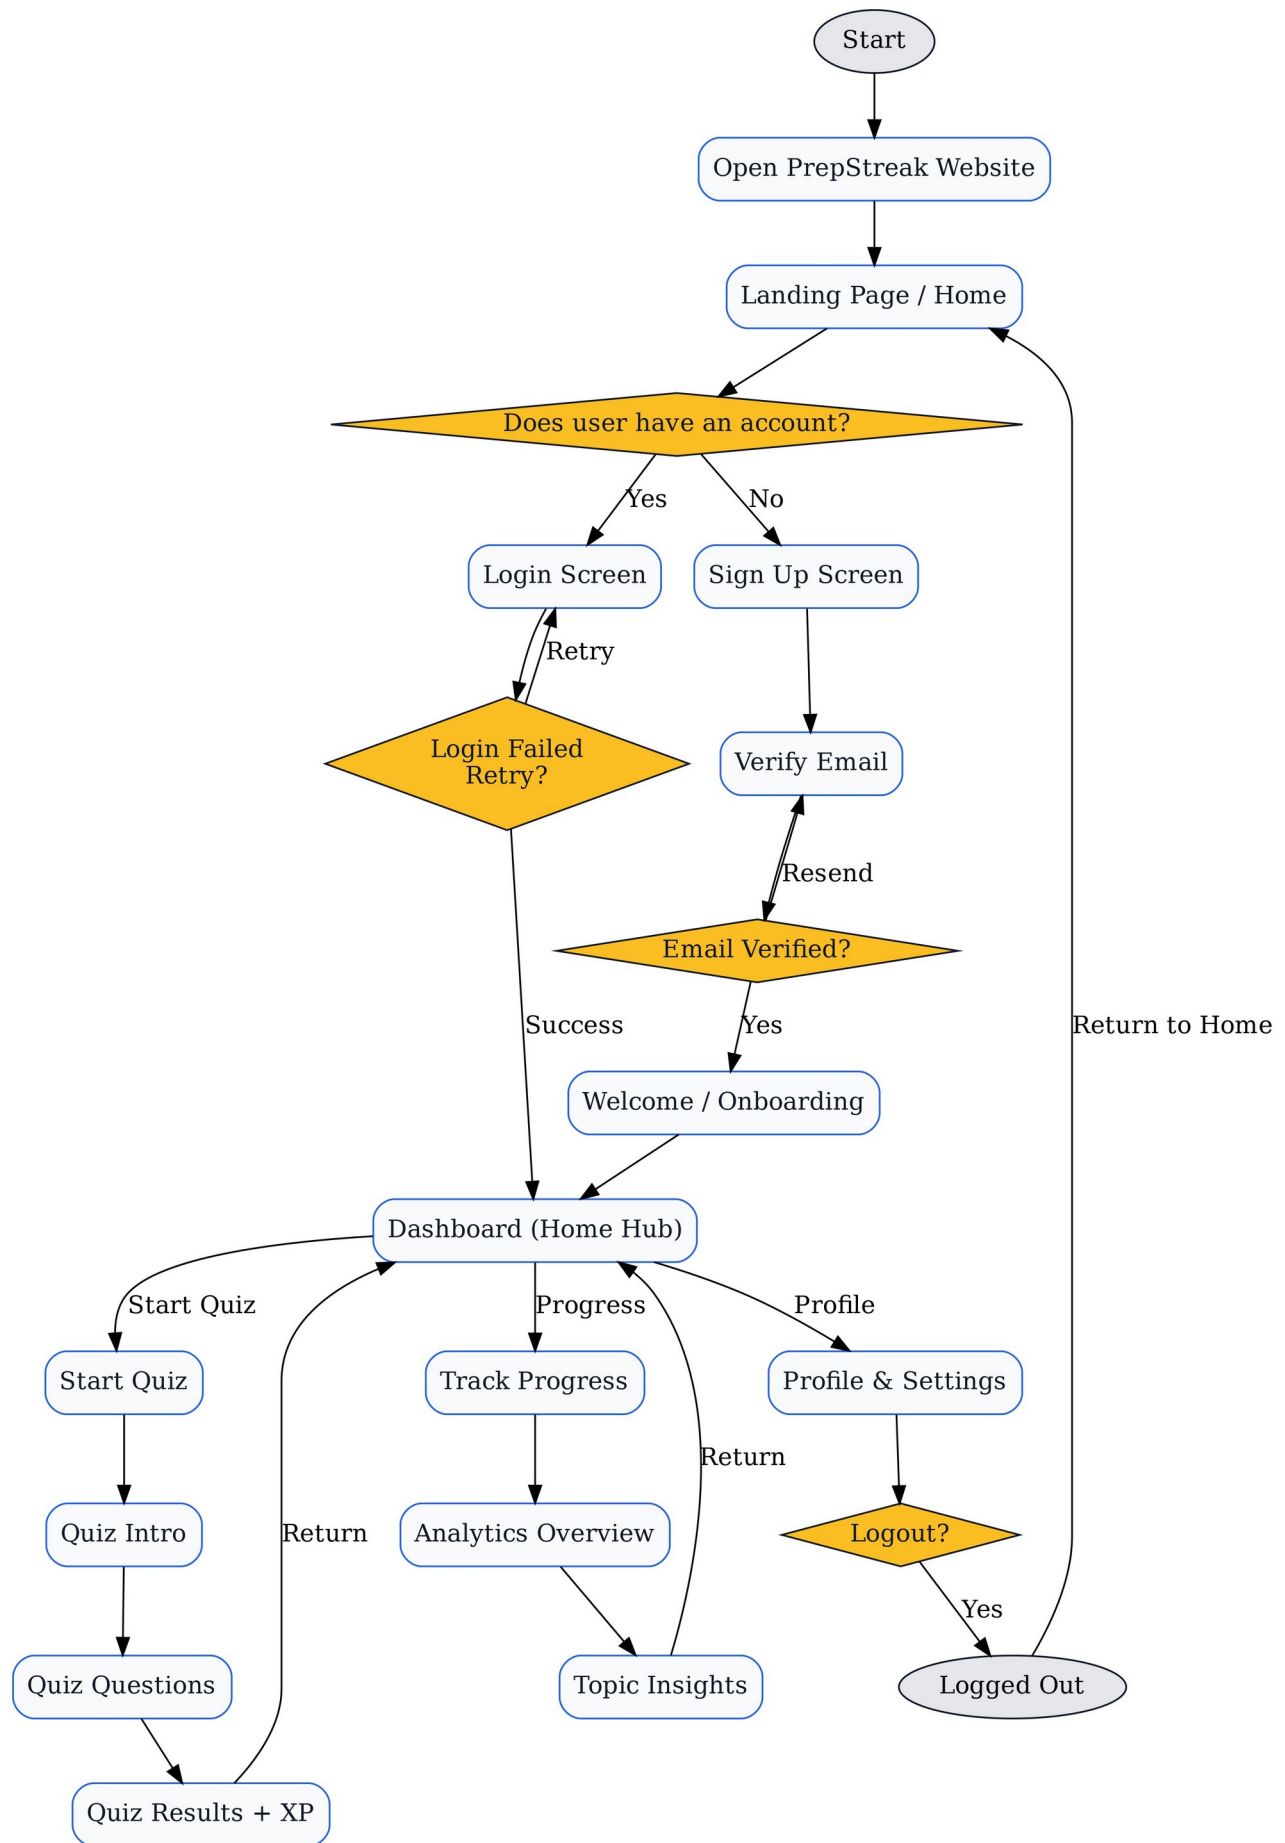 Start
Open PrepStreak Website
Landing Page / Home
Does user have an account?
Yes
No
Login Screen
Sign Up Screen
Retry
Login Failed
Retry?
Verify Email
Resend
Email Verified?
Success
Yes
Return to Home
Welcome / Onboarding
Dashboard (Home Hub)
Start Quiz
Progress
Profile
Start Quiz
Track Progress
Profile & Settings
Return
Quiz Intro
Return
Analytics Overview
Logout?
Yes
Quiz Questions
Topic Insights
Logged Out
Quiz Results + XP